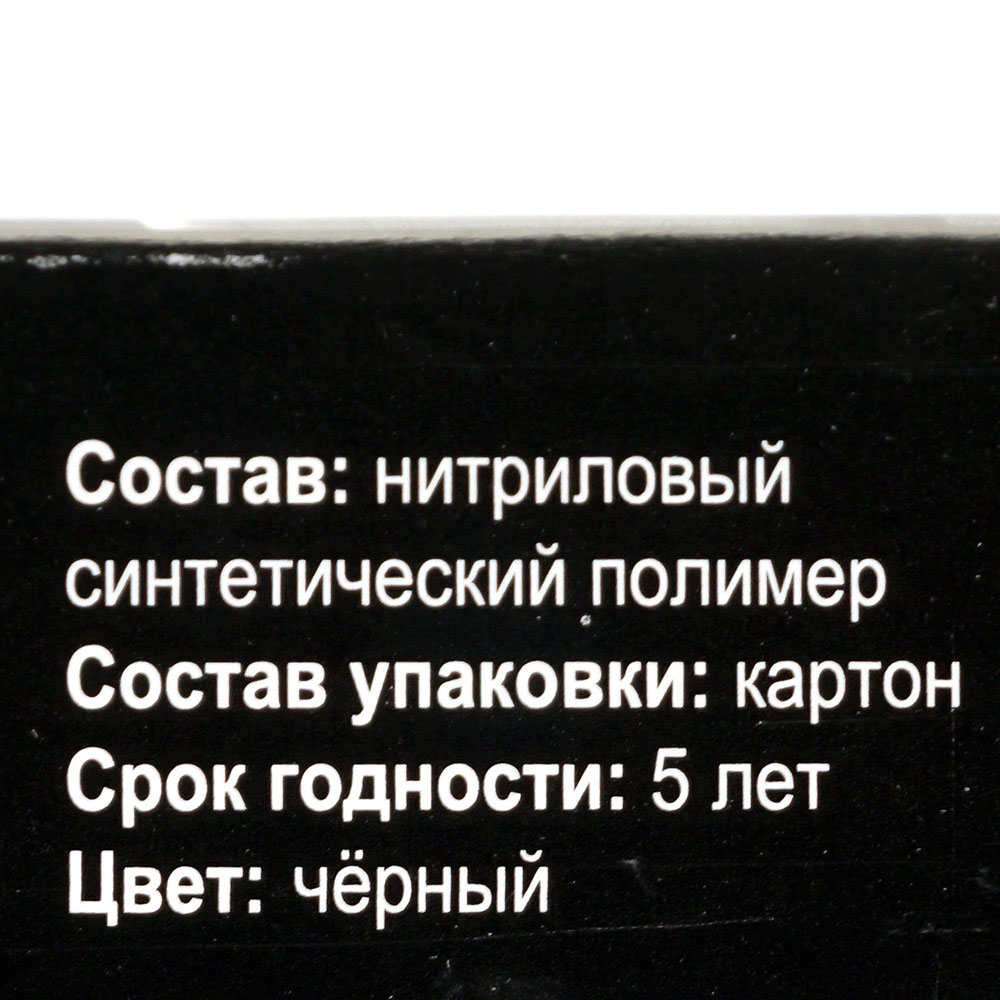 Состав: нитриловый
синтетический полимер
Состав упаковки: картон
Срок годности: 5 лет
Цвет: чёрный